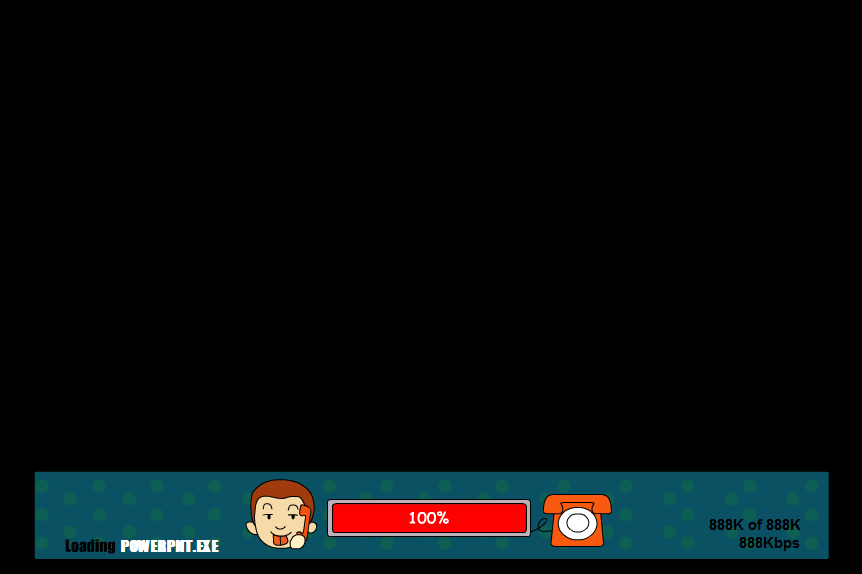 100%
888K of 888K
888Kbps
Loading POWERPNT.EXE